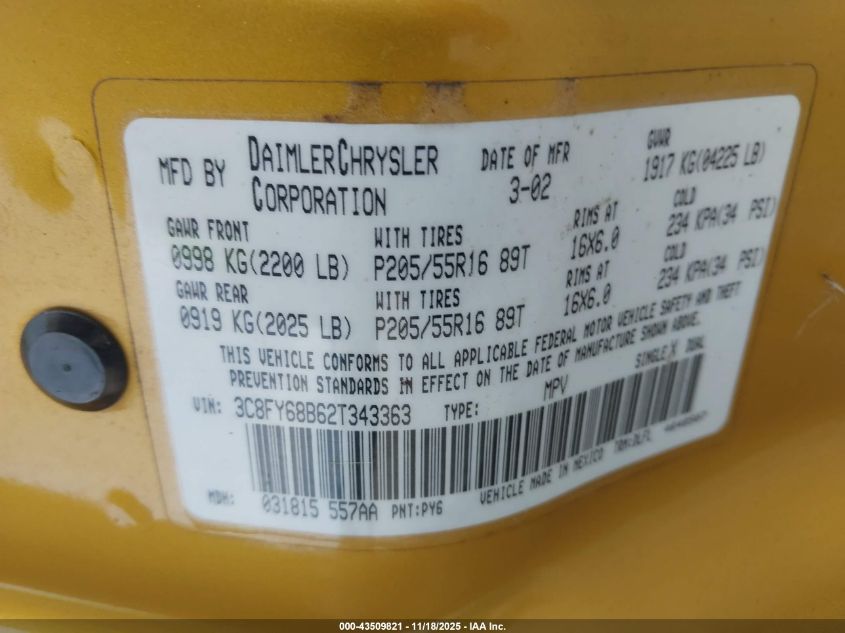 MFD BY DAIMLERCHRYSLER CORPORATION DATE OF MFR 3-02 GVWR 1917 KG(04225 LB)
GAWR FRONT WITH TIRES RIMS AT COLD
0998 KG(2200 LB) P205/55R16 89T 16X6.0 234 KPA(34 PSI)
GAWR REAR WITH TIRES RIMS AT COLD
0919 KG(2025 LB) P205/55R16 89T 16X6.0 234 KPA(34 PSI)
THIS VEHICLE CONFORMS TO ALL APPLICABLE FEDERAL MOTOR VEHICLE SAFETY AND THEFT
PREVENTION STANDARDS IN EFFECT ON THE DATE OF MANUFACTURE SHOWN ABOVE.
VIN: 3C8FY68B62T343363 TYPE: MPV SINGLE X DUAL
MDH: 031815 557AA PNT:PY6 VEHICLE MADE IN MEXICO TRM:DLFL
000-43509821 - 11/18/2025 - IAA Inc.